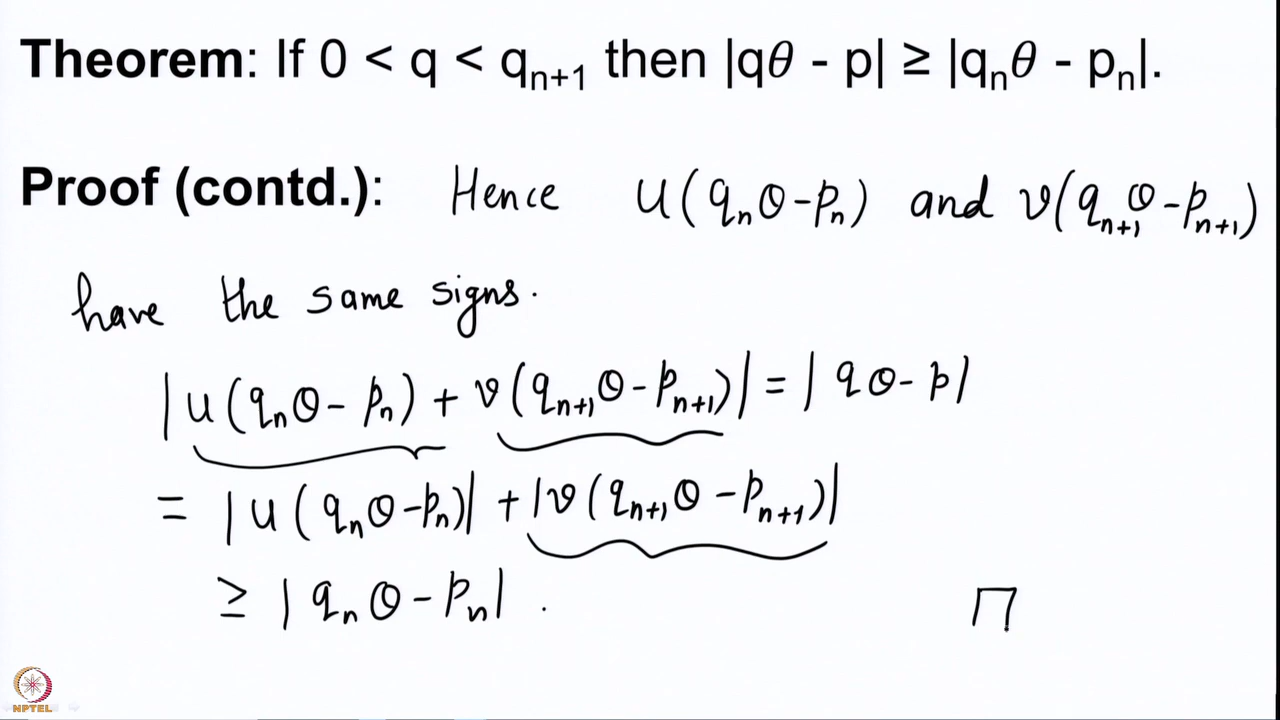 Theorem: If 0 < q < qₙ₊₁ then |qθ - p| ≥ |qₙθ - pₙ|.
Proof (contd.): Hence u(qₙθ-pₙ) and v(qₙ₊₁θ-pₙ₊₁)
have the same signs.
|u(qₙθ-pₙ) + v(qₙ₊₁θ-pₙ₊₁)| = |qθ-p|
= |u(qₙθ-pₙ)| + |v(qₙ₊₁θ-pₙ₊₁)|
≥ |qₙθ-pₙ|.
NPTEL